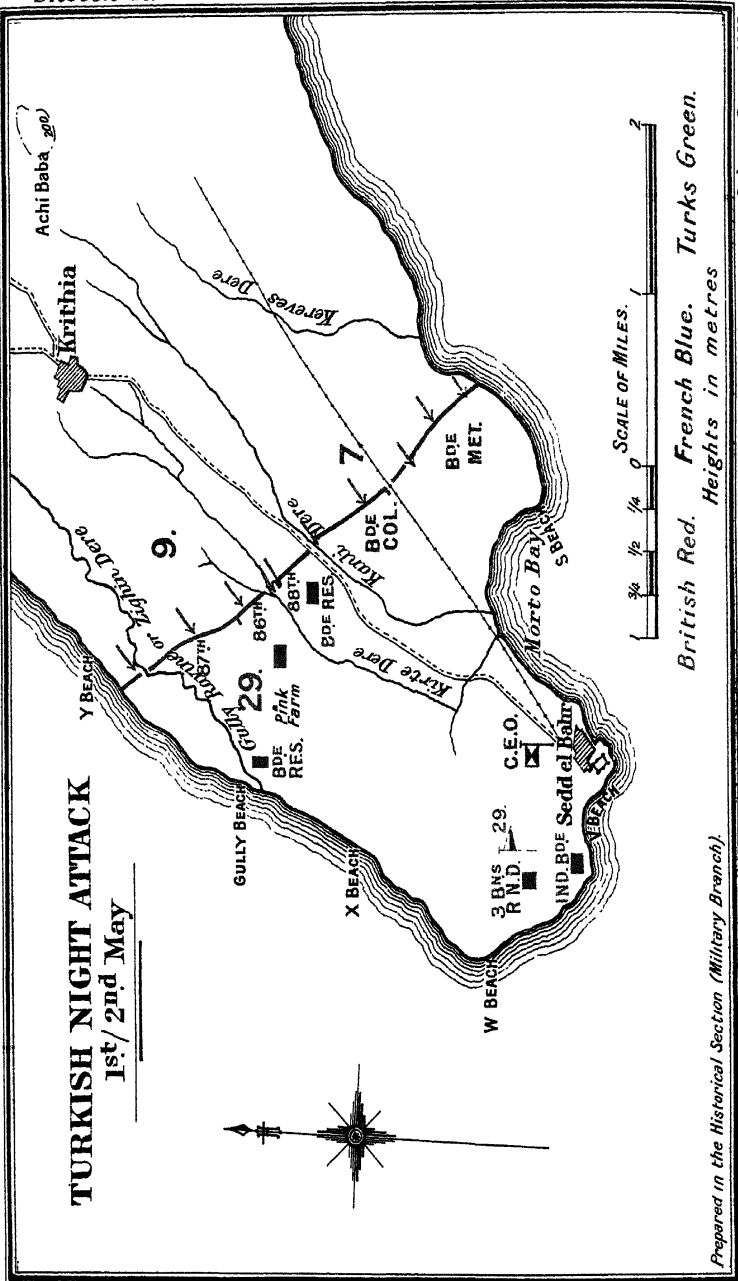 TURKISH NIGHT ATTACK
1st/2nd May
Achi Baba 200
Krithia
Kereves Dere
Y BEACH
Gully Ravine or Zighin Dere
9.
7.
87TH
86TH
88TH
29.
BDE RES.
Pink Farm
BDE RES.
Kanli Dere
BDE COL.
BDE MET.
Kirte Dere
GULLY BEACH
X BEACH
W BEACH
C.E.O.
Sedd el Bahr
V. BEACH
3 BNS R.N.D.
29.
IND. BDE
Morto Bay
S BEACH
SCALE OF MILES.
1 3/4 1/2 1/4 0 1 2
British Red. French Blue. Turks Green.
Heights in metres
Prepared in the Historical Section (Military Branch).